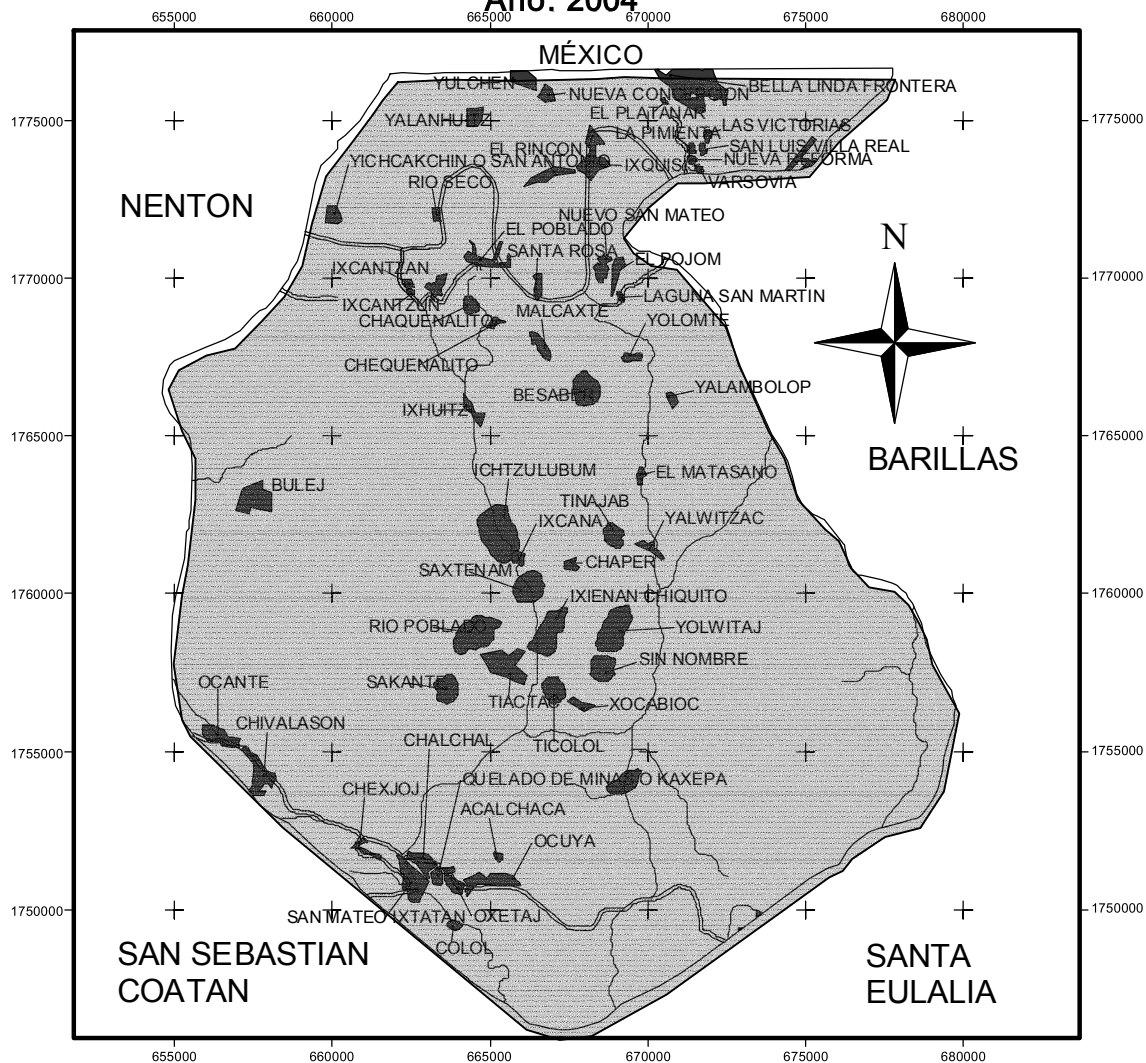 Año: 2004
655000 660000 665000 670000 675000 680000
MÉXICO
YULCHEN
BELLA LINDA FRONTERA
NUEVA CONCEPCION
1775000
YALANHUITZ
EL PLATANAR
LA PIMIENTA
LAS VICTORIAS
1775000
EL RINCON
SAN LUIS VILLA REAL
YICHCAKCHIN O SAN ANTONIO
IXQUISIS
NUEVA REFORMA
RIO SECO
VARSOVIA
NENTON
NUEVO SAN MATEO
EL POBLADO
N
SANTA ROSA
EL POJOM
1770000
IXCANTZAN
1770000
IXCANTZUN
LAGUNA SAN MARTIN
CHAQUENALITO
MALCAXTE
YOLOMTE
CHEQUENALITO
BESABEN
YALAMBOLOP
IXHUITZ
1765000
1765000
BARILLAS
ICHTZULUBUM
EL MATASANO
BULEJ
TINAJAB
IXCANA
YALWITZAC
SAXTENAM
CHAPER
1760000
1760000
IXIENAN CHIQUITO
RIO POBLADO
YOLWITAJ
SIN NOMBRE
OCANTE
SAKANTE
TIACTAC
XOCABIOC
CHIVALASON
CHALCHAL
TICOLOL
1755000
1755000
CHEXJOJ
QUELADO DE MINAS O KAXEPA
ACALCHACA
OCUYA
1750000
1750000
SAN MATEO IXTATAN
OXETAJ
COLOL
SAN SEBASTIAN
COATAN
SANTA
EULALIA
655000 660000 665000 670000 675000 680000